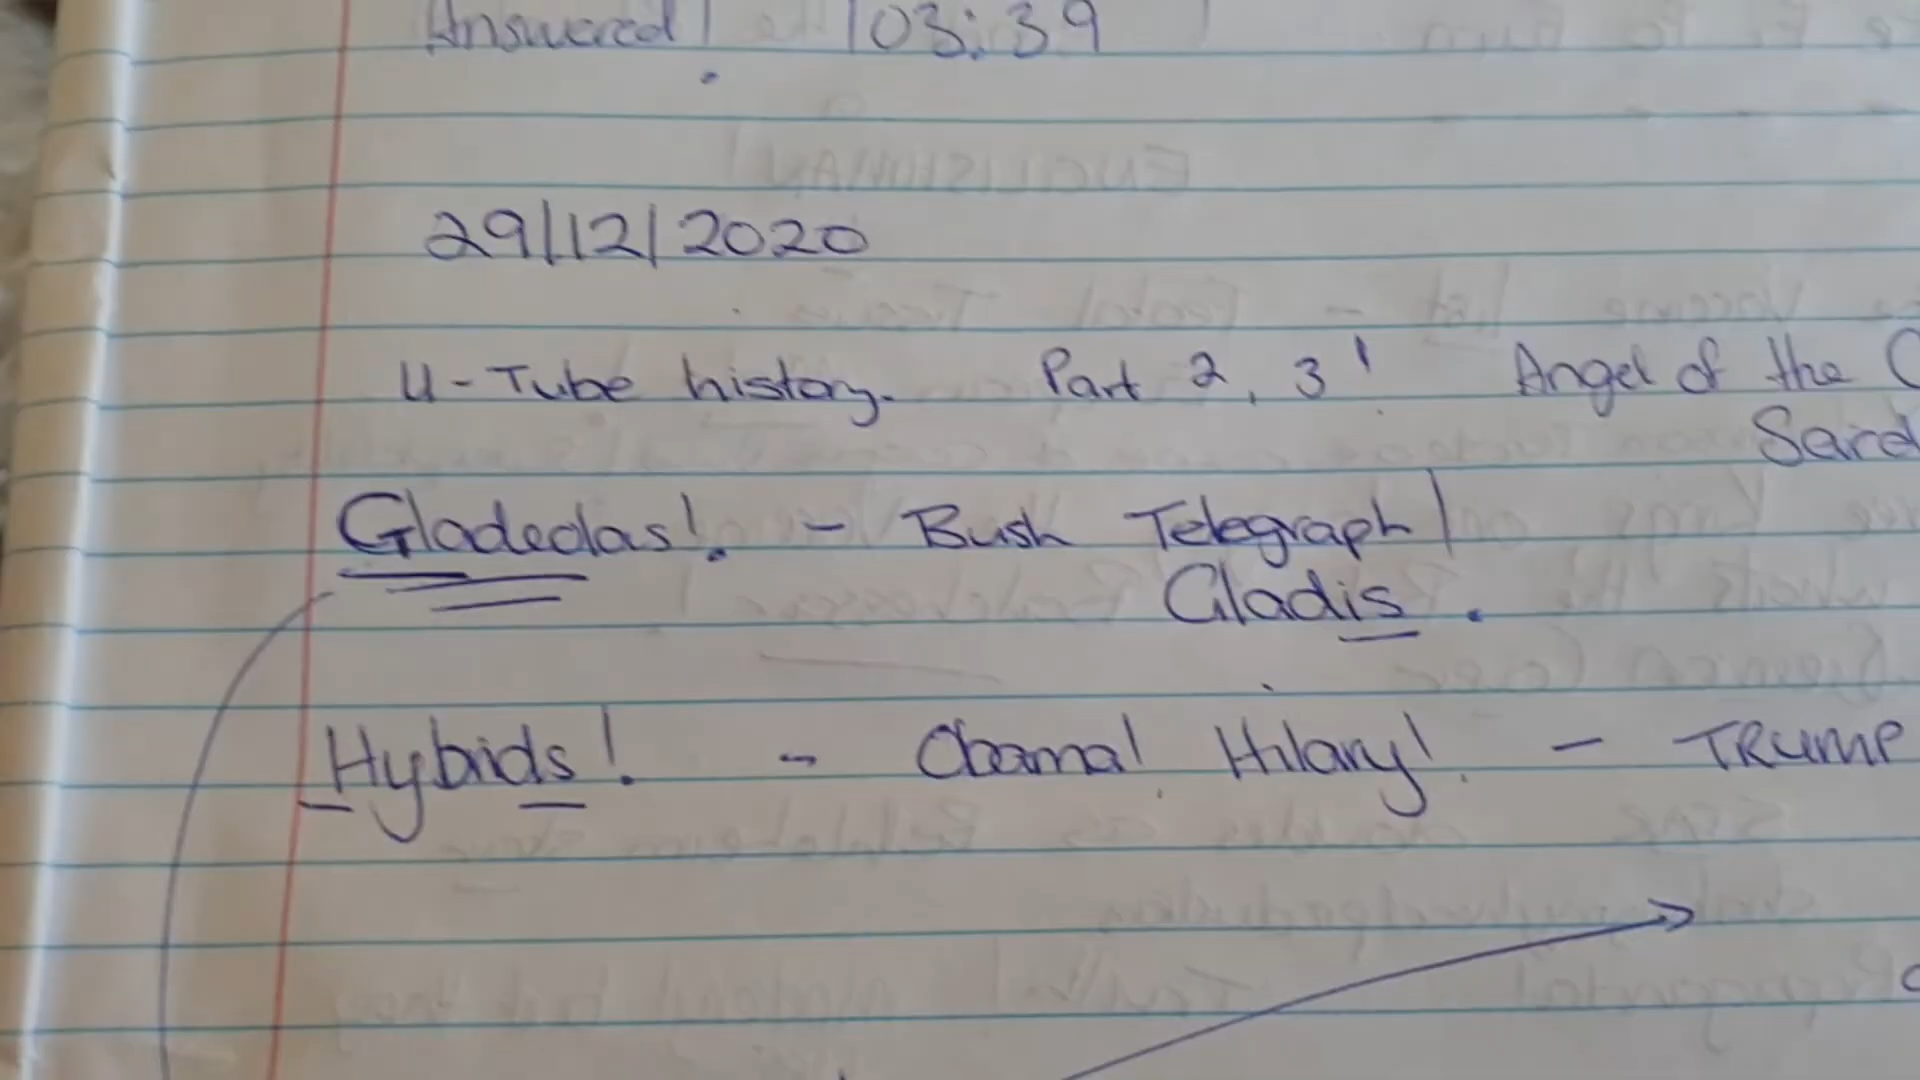 Answered! 03:39
29/12/2020
U-Tube history. Part 2, 3! Angel of the
Gladedas! - Bush Telegraph!
Gladis.
Hybrids! - Obama! Hilary! - TRUMP